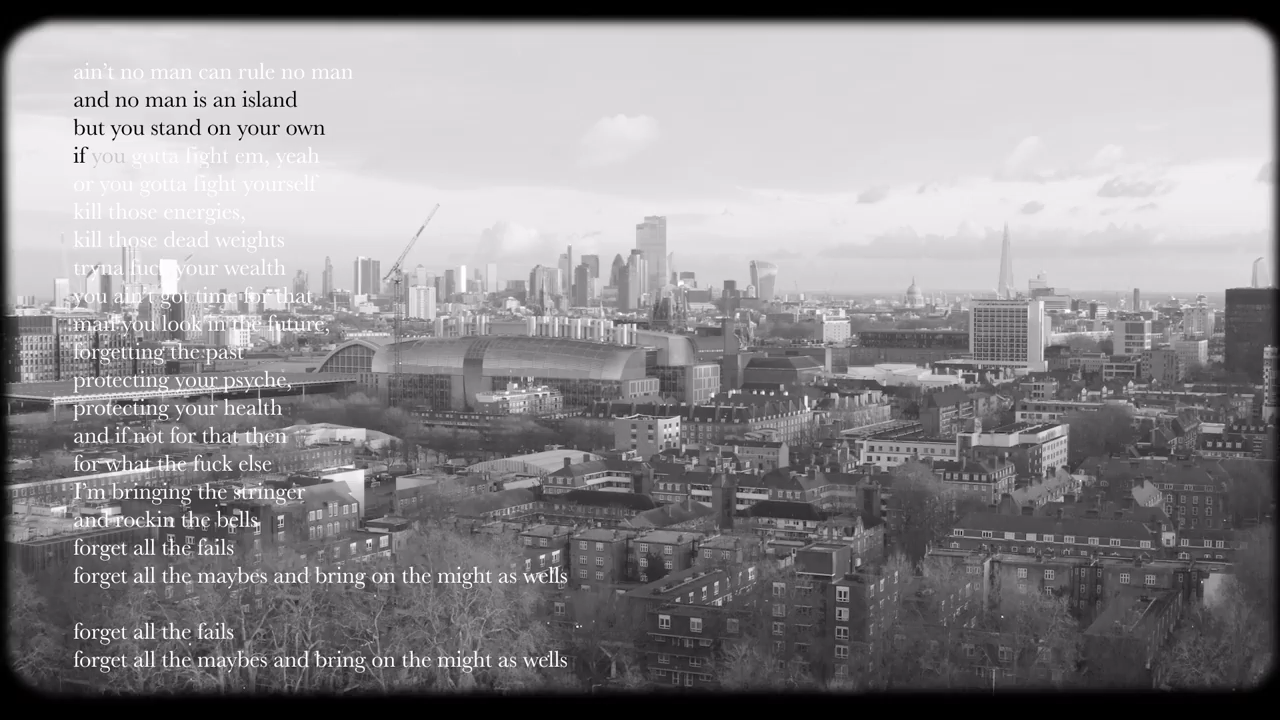 ain't no man can rule no man
and no man is an island
but you stand on your own
if you gotta fight em, yeah
or you gotta fight yourself
kill those energies,
kill those dead weights
tryna fuck your wealth
you ain't got time for that
man you look in the future,
forgetting the past
protecting your psyche,
protecting your health
and if not for that then
for what the fuck else
I'm bringing the stringer
and rockin the bells
forget all the fails
forget all the maybes and bring on the might as wells
forget all the fails
forget all the maybes and bring on the might as wells